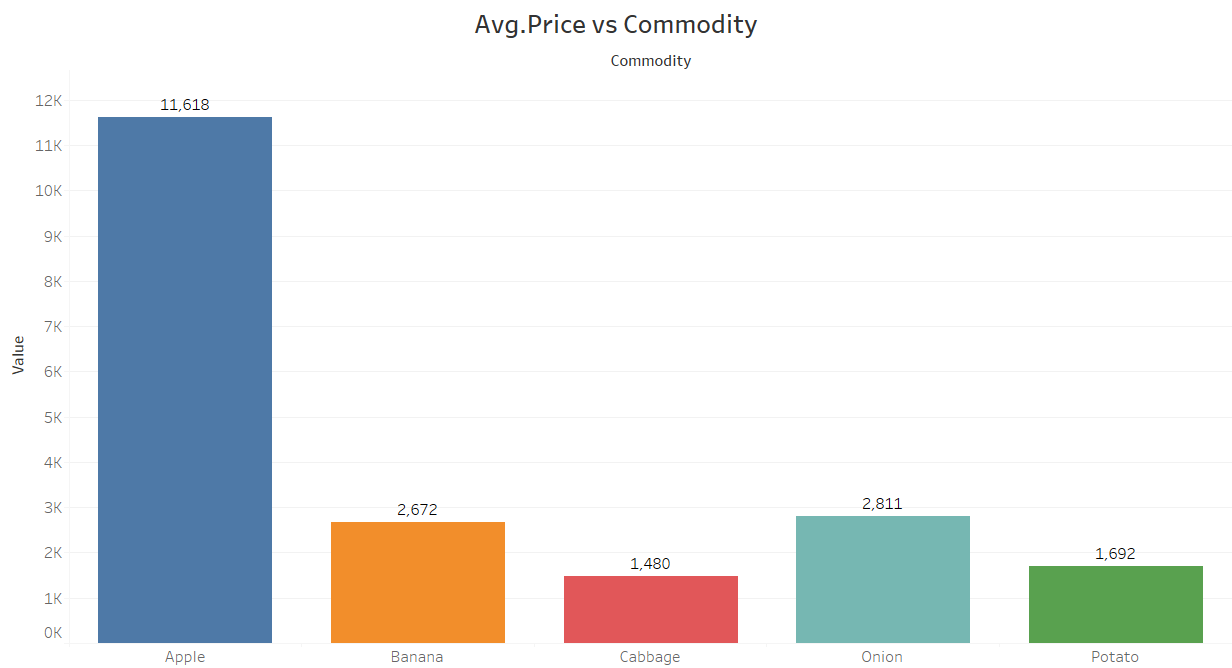 Avg.Price vs Commodity
Commodity
12K
11K
10K
9K
8K
7K
6K
5K
4K
3K
2K
1K
0K
Value
11,618
2,672
1,480
2,811
1,692
Apple
Banana
Cabbage
Onion
Potato